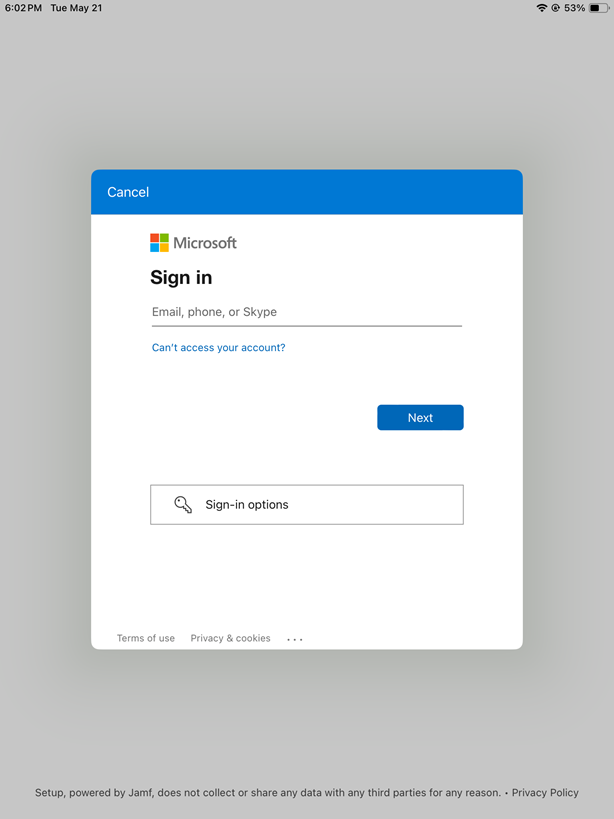 6:02 PM Tue May 21 53%
Cancel
Microsoft
Sign in
Email, phone, or Skype
Can't access your account?
Next
Sign-in options
Terms of use Privacy & cookies ...
Setup, powered by Jamf, does not collect or share any data with any third parties for any reason. • Privacy Policy